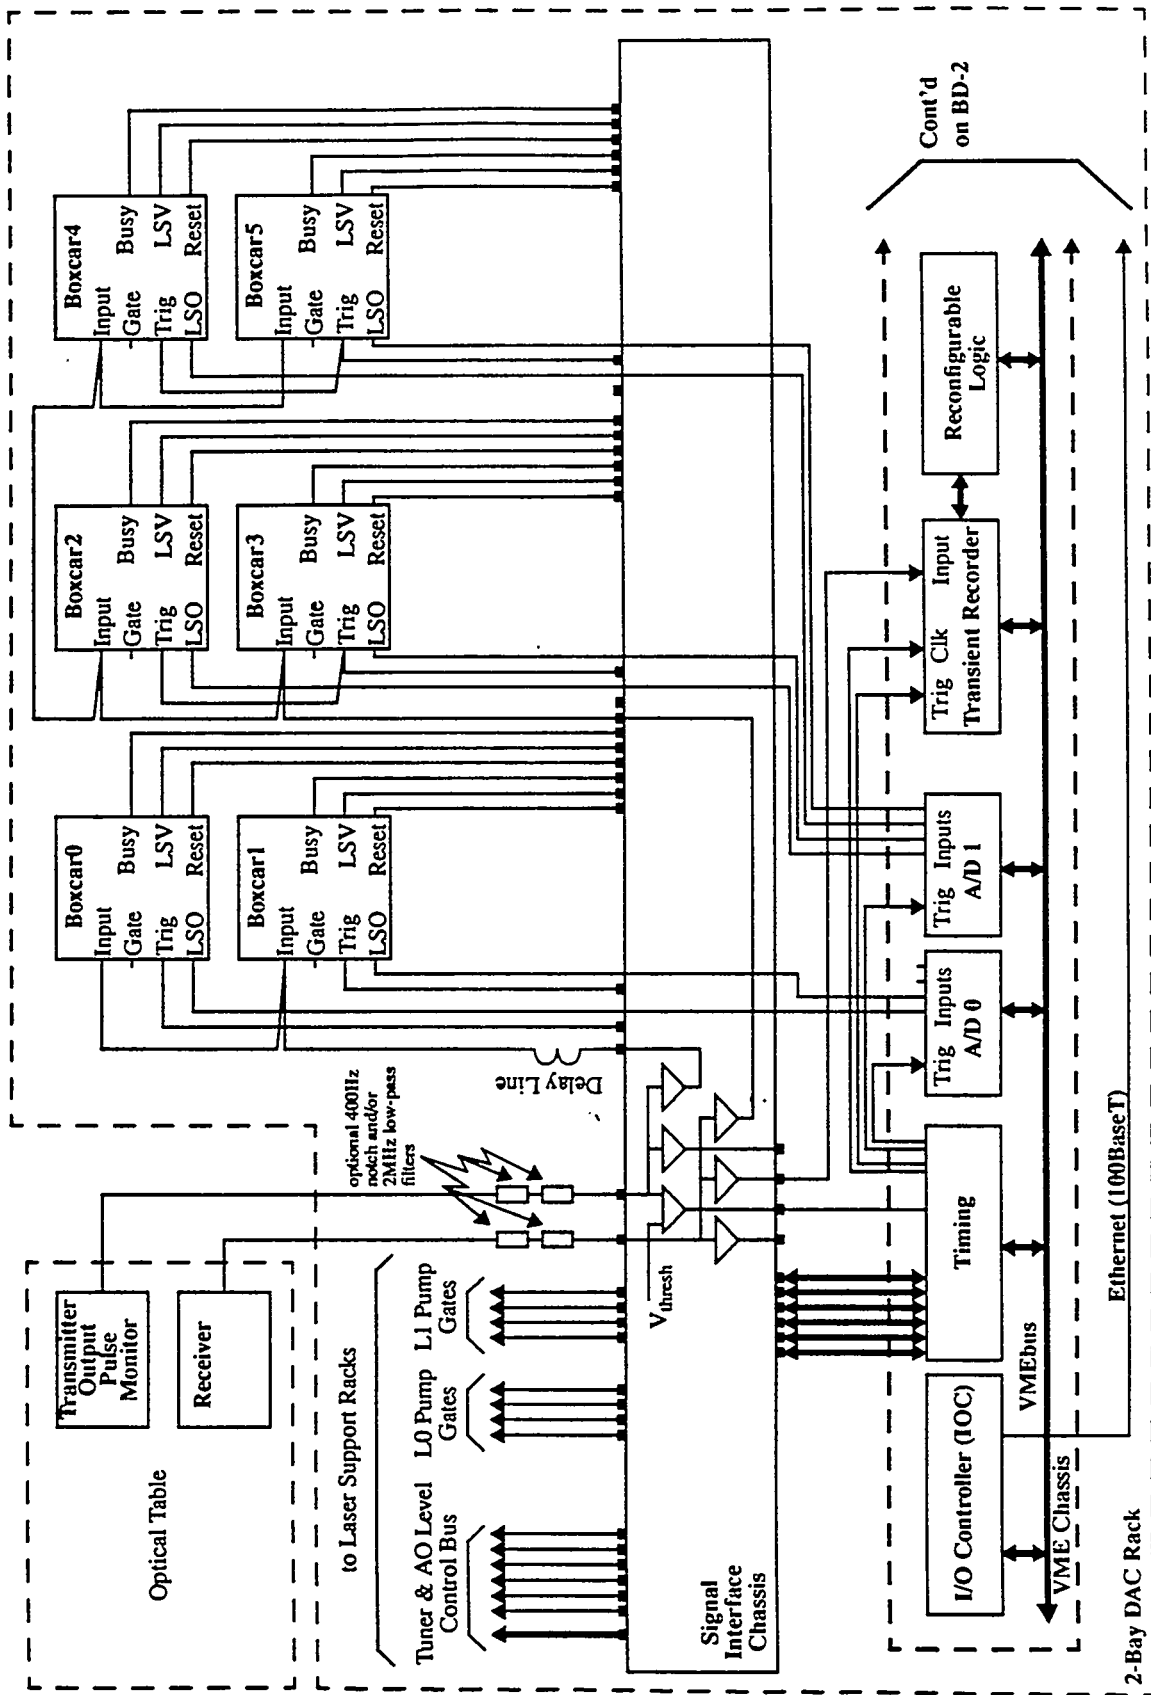 Transmitter
Output
Pulse
Monitor
Receiver
Optical Table
Boxcar0
Input
Gate
Trig
LSO
Busy
LSV
Reset
Boxcar1
Input
Gate
Trig
LSO
Busy
LSV
Reset
Boxcar2
Input
Gate
Trig
LSO
Busy
LSV
Reset
Boxcar3
Input
Gate
Trig
LSO
Busy
LSV
Reset
Boxcar4
Input
Gate
Trig
LSO
Busy
LSV
Reset
Boxcar5
Input
Gate
Trig
LSO
Busy
LSV
Reset
optional 400Hz
notch and/or
2MHz low-pass
filters
Delay Line
to Laser Support Racks
Tuner & AO Level
Control Bus
L0 Pump
Gates
L1 Pump
Gates
Vthresh
Signal
Interface
Chassis
I/O Controller (IOC)
Timing
Trig Inputs
A/D 0
Trig Inputs
A/D 1
Trig Clk Input
Transient Recorder
Reconfigurable
Logic
Cont'd
on BD-2
VMEbus
VME Chassis
Ethernet (100BaseT)
2-Bay DAC Rack